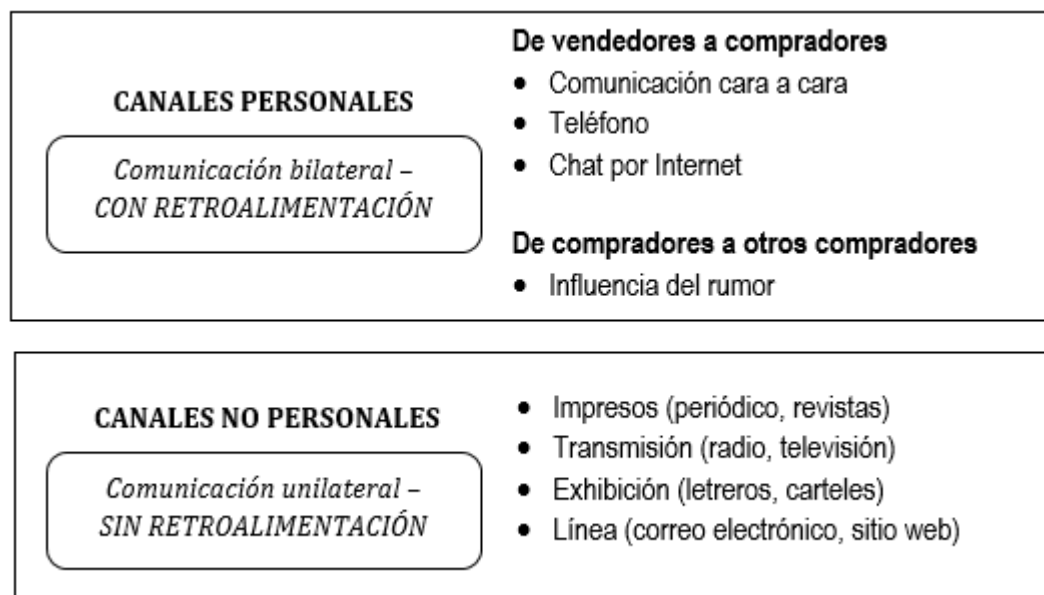 CANALES PERSONALES
Comunicación bilateral –
CON RETROALIMENTACIÓN
De vendedores a compradores
• Comunicación cara a cara
• Teléfono
• Chat por Internet
De compradores a otros compradores
• Influencia del rumor
CANALES NO PERSONALES
Comunicación unilateral –
SIN RETROALIMENTACIÓN
• Impresos (periódico, revistas)
• Transmisión (radio, televisión)
• Exhibición (letreros, carteles)
• Línea (correo electrónico, sitio web)